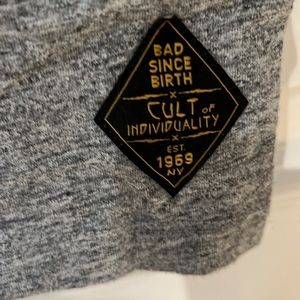 BAD
SINCE
BIRTH
x
CULT OF
INDIVIDUALITY
x
EST.
1969
NY